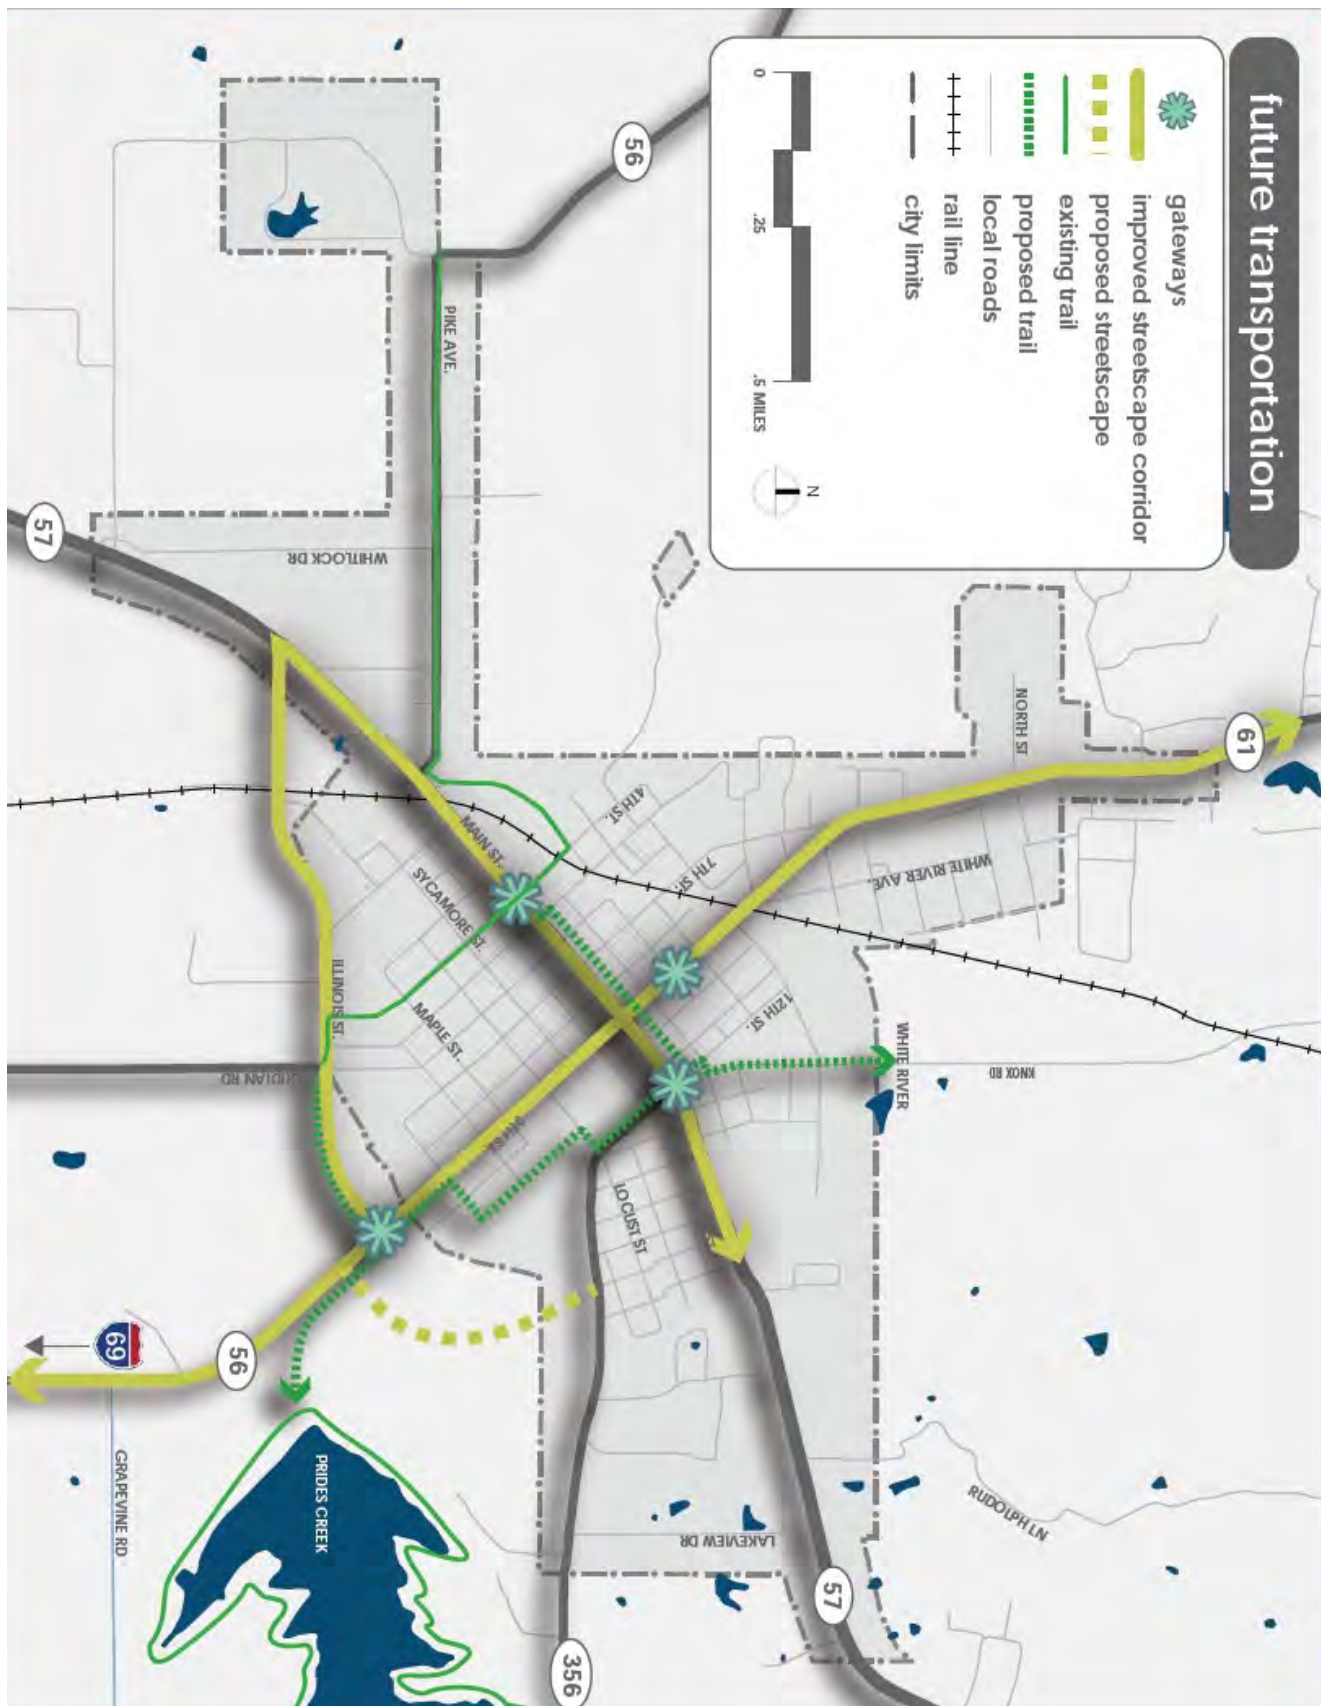 future transportation
gateways
improved streetscape corridor
proposed streetscape
existing trail
proposed trail
local roads
rail line
city limits
0
.25
.5 MILES
N
61
NORTH ST
WHITE RIVER AVE.
KNOX RD
WHITE RIVER
RUDOLPH LN
56
4TH ST.
7TH ST.
12TH ST.
PIKE AVE.
MAIN ST.
SYCAMORE ST.
MAPLE ST.
LOCUST ST
57
LAKEVIEW DR
356
WHITLOCK DR
ILLINOIS ST.
57
56
69
PRIDES CREEK
GRAPEVINE RD